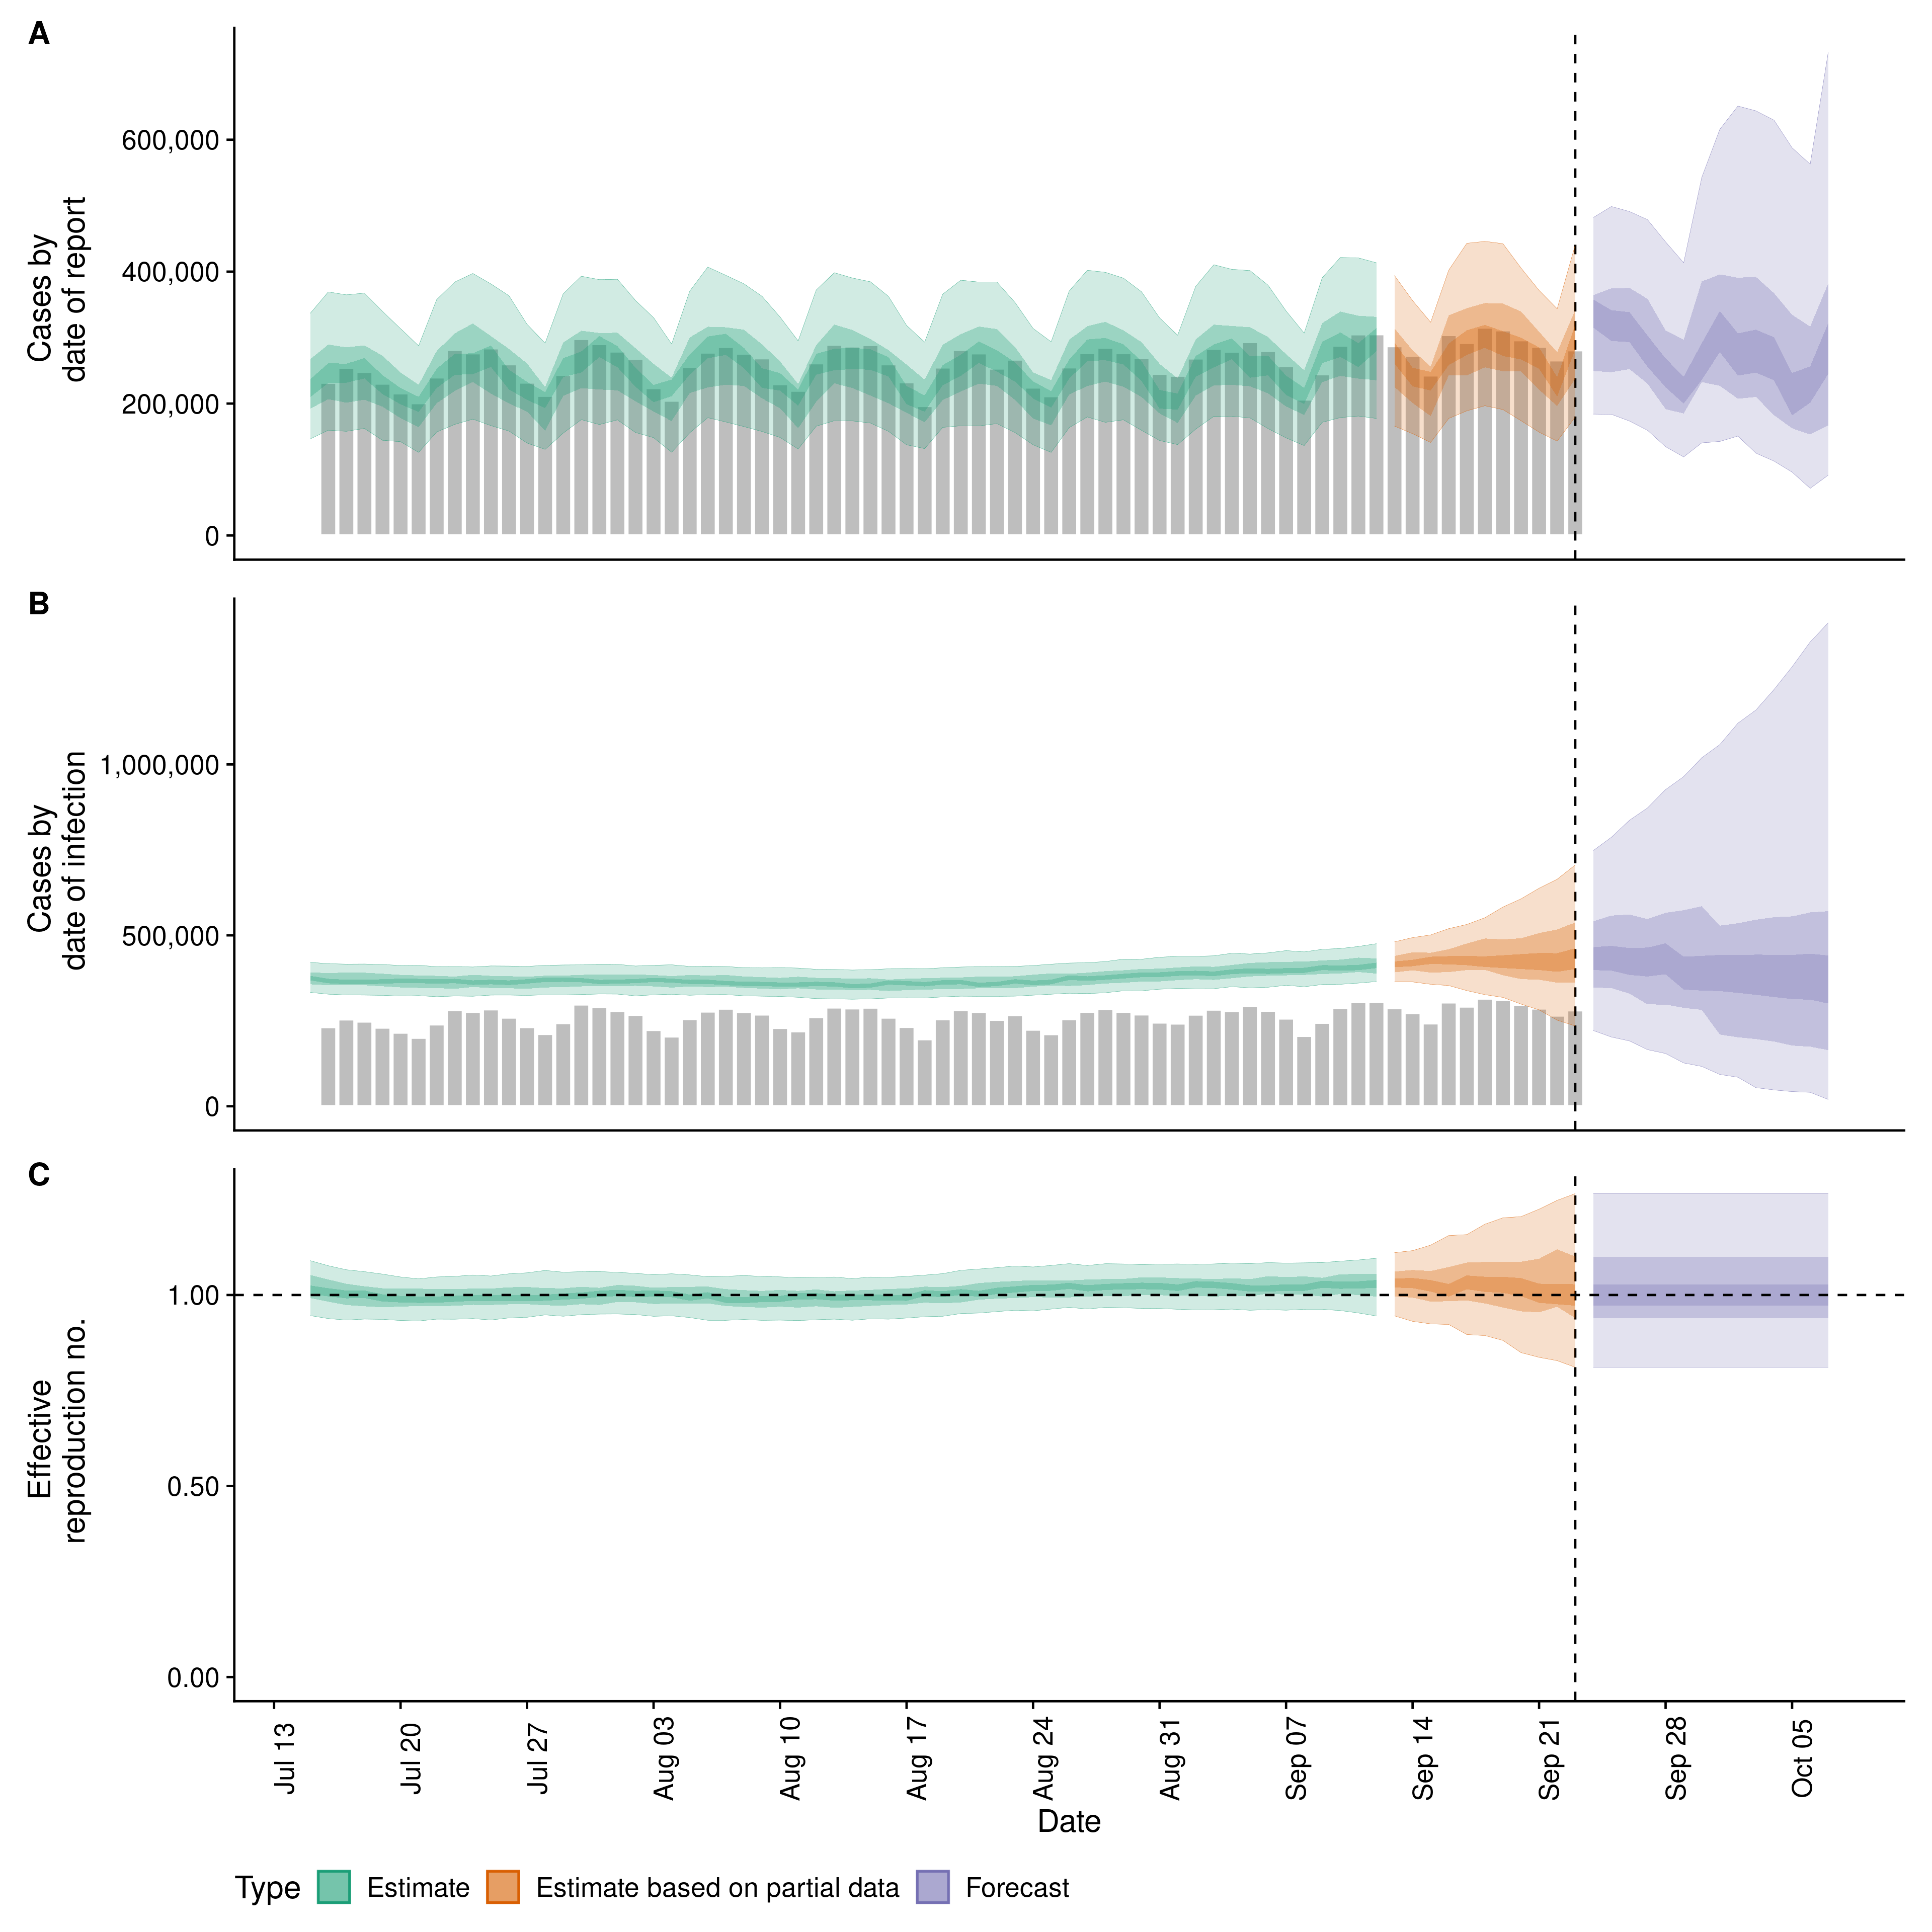 A
600,000
400,000
200,000
0
Cases by
date of report
B
1,000,000
500,000
0
Cases by
date of infection
C
1.00
0.50
0.00
Effective
reproduction no.
Jul 13
Jul 20
Jul 27
Aug 03
Aug 10
Aug 17
Aug 24
Aug 31
Sep 07
Sep 14
Sep 21
Sep 28
Oct 05
Date
Type Estimate Estimate based on partial data Forecast